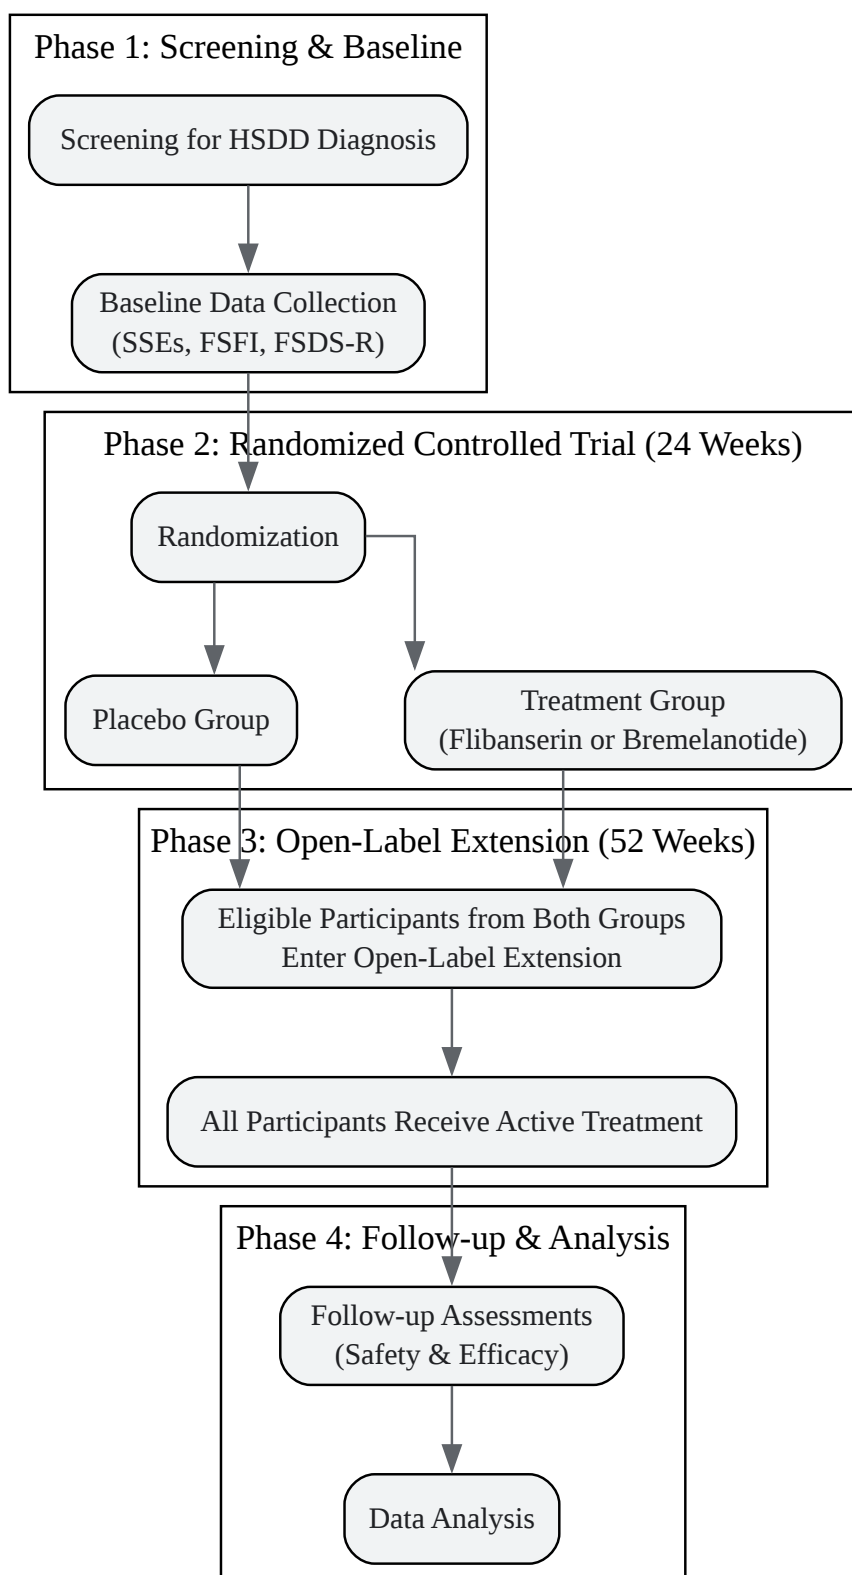 Phase 1: Screening & Baseline
Screening for HSDD Diagnosis
Baseline Data Collection
(SSEs, FSFI, FSDS-R)
Phase 2: Randomized Controlled Trial (24 Weeks)
Randomization
Placebo Group
Treatment Group
(Flibanserin or Bremelanotide)
Phase 3: Open-Label Extension (52 Weeks)
Eligible Participants from Both Groups
Enter Open-Label Extension
All Participants Receive Active Treatment
Phase 4: Follow-up & Analysis
Follow-up Assessments
(Safety & Efficacy)
Data Analysis